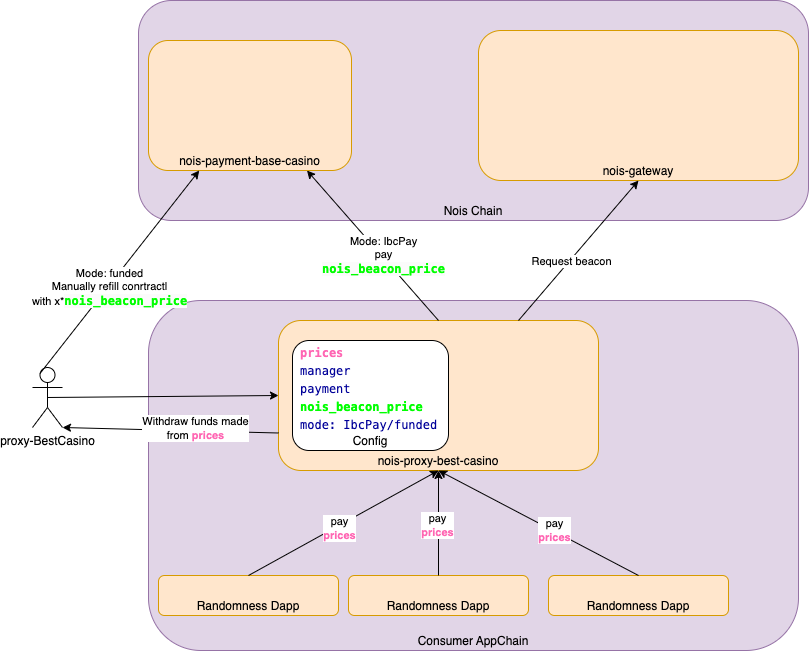 nois-payment-base-casino
nois-gateway
Nois Chain
Mode: IbcPay
pay
nois_beacon_price
Request beacon
Mode: funded
Manually refill conrtractl
with x*nois_beacon_price
prices
manager
payment
nois_beacon_price
mode: IbcPay/funded
Config
nois-proxy-best-casino
proxy-BestCasino
Withdraw funds made
from prices
pay
prices
pay
prices
pay
prices
Randomness Dapp
Randomness Dapp
Randomness Dapp
Consumer AppChain